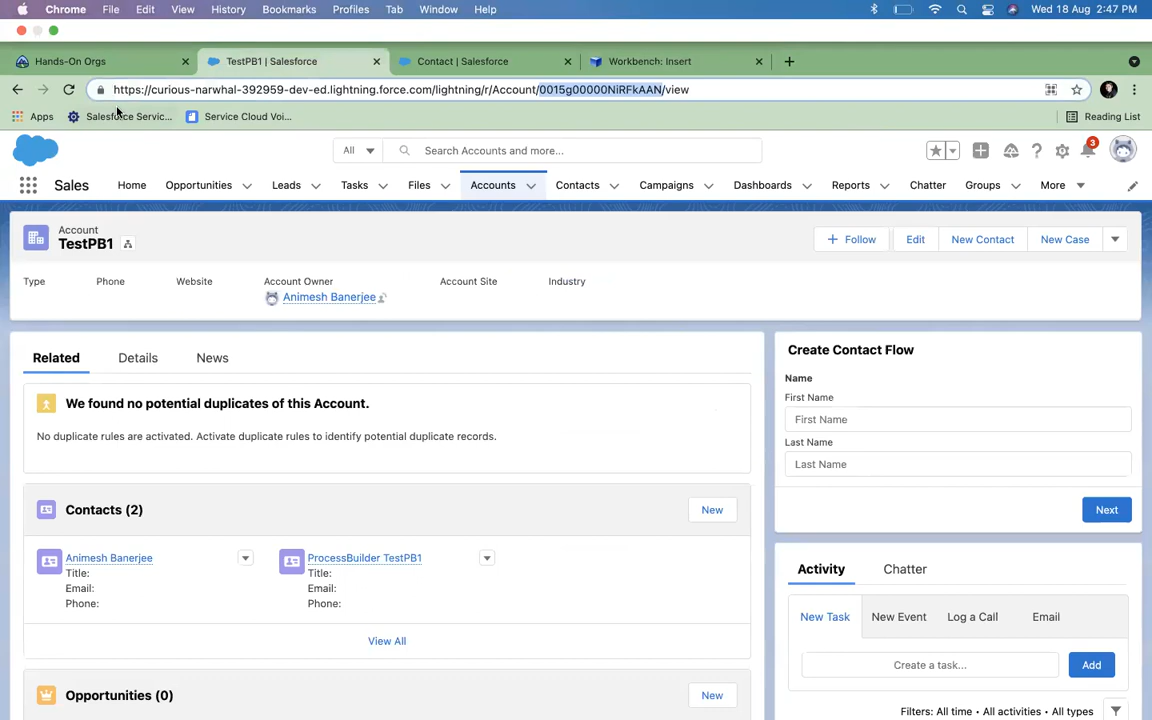 Chrome File Edit View History Bookmarks Profiles Tab Window Help Wed 18 Aug 2:47 PM
Hands-On Orgs TestPB1 | Salesforce Contact | Salesforce Workbench: Insert
https://curious-narwhal-392959-dev-ed.lightning.force.com/lightning/r/Account/0015g00000NiRFkAAN/view
Apps Salesforce Servic... Service Cloud Voi... Reading List
All Search Accounts and more... 3
Sales Home Opportunities Leads Tasks Files Accounts Contacts Campaigns Dashboards Reports Chatter Groups More
Account
TestPB1
Follow Edit New Contact New Case
Type Phone Website Account Owner Account Site Industry
Animesh Banerjee
Related Details News
We found no potential duplicates of this Account.
No duplicate rules are activated. Activate duplicate rules to identify potential duplicate records.
Contacts (2) New
Animesh Banerjee ProcessBuilder TestPB1
Title: Title:
Email: Email:
Phone: Phone:
View All
Opportunities (0) New
Create Contact Flow
Name
First Name
First Name
Last Name
Last Name
Next
Activity Chatter
New Task New Event Log a Call Email
Create a task... Add
Filters: All time • All activities • All types